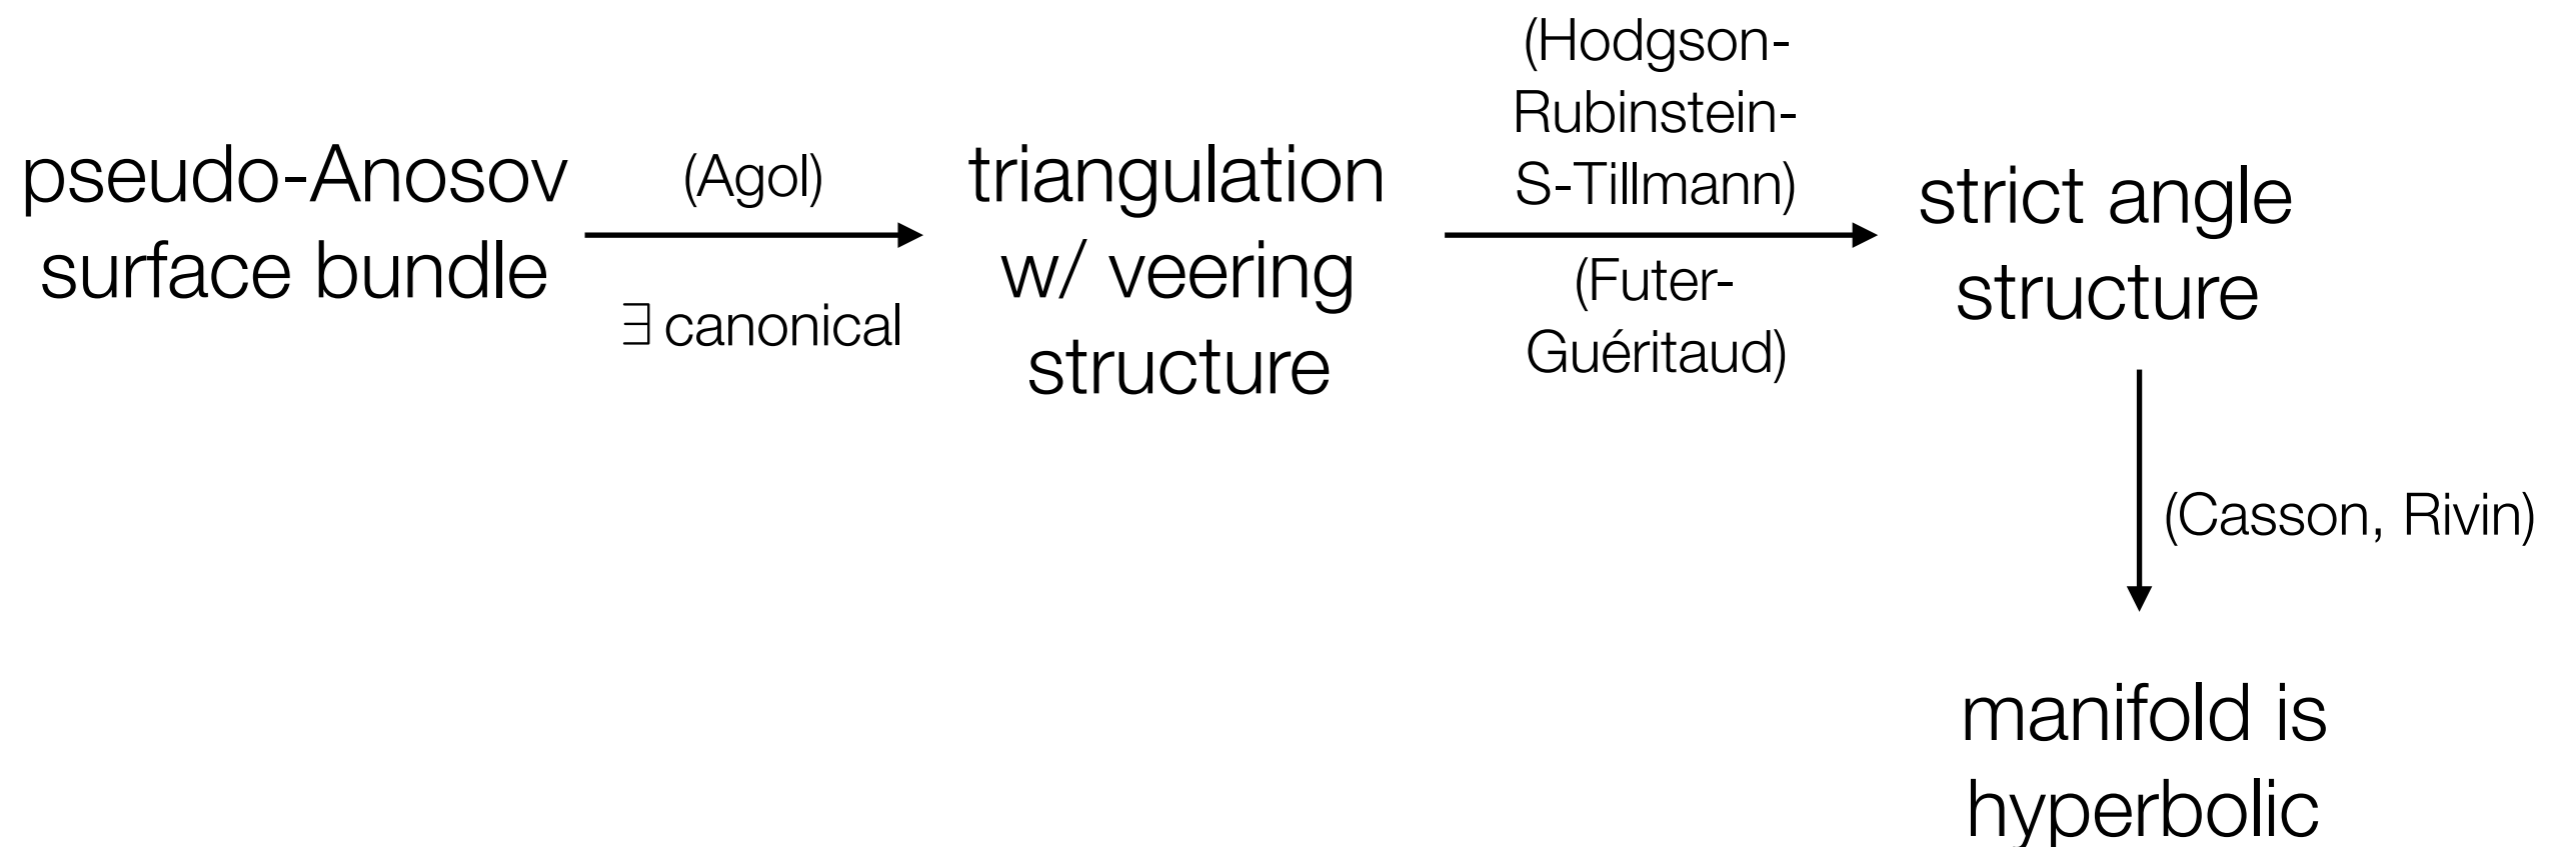 pseudo-Anosov
surface bundle
(Agol)
∃ canonical
triangulation
w/ veering
structure
(Hodgson-
Rubinstein-
S-Tillmann)
(Futer-
Guéritaud)
strict angle
structure
(Casson, Rivin)
manifold is
hyperbolic